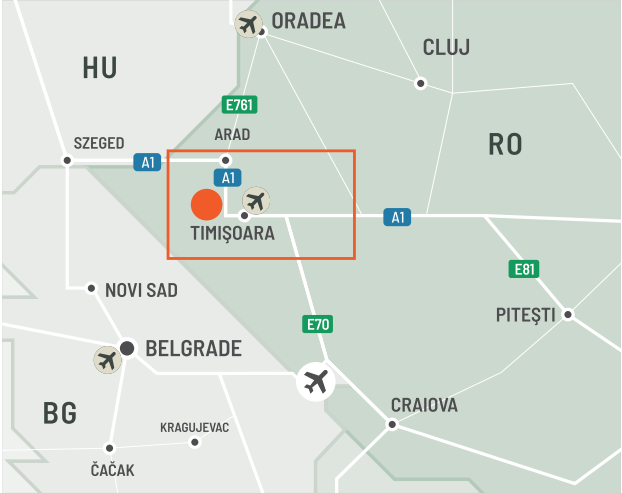 ORADEA
CLUJ
HU
E761
ARAD
SZEGED
A1
RO
A1
TIMIŞOARA
A1
E81
NOVI SAD
PITEŞTI
E70
BELGRADE
BG
CRAIOVA
KRAGUJEVAC
ČAČAK